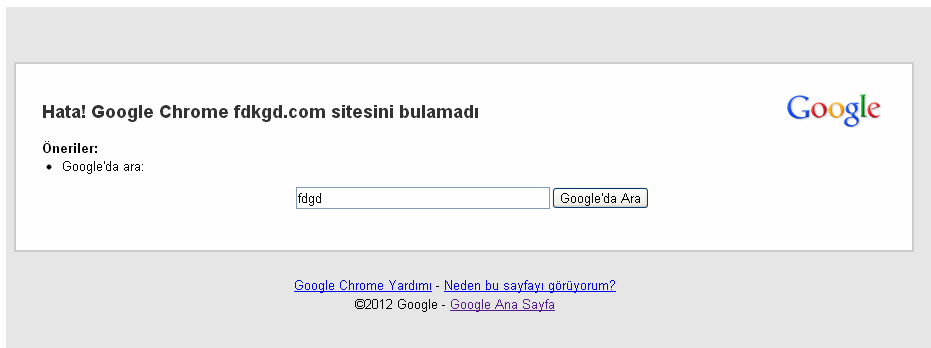 Hata! Google Chrome fdkgd.com sitesini bulamadı
Google
Öneriler:
Google'da ara:
fdgd
Google'da Ara
Google Chrome Yardımı - Neden bu sayfayı görüyorum?
©2012 Google - Google Ana Sayfa